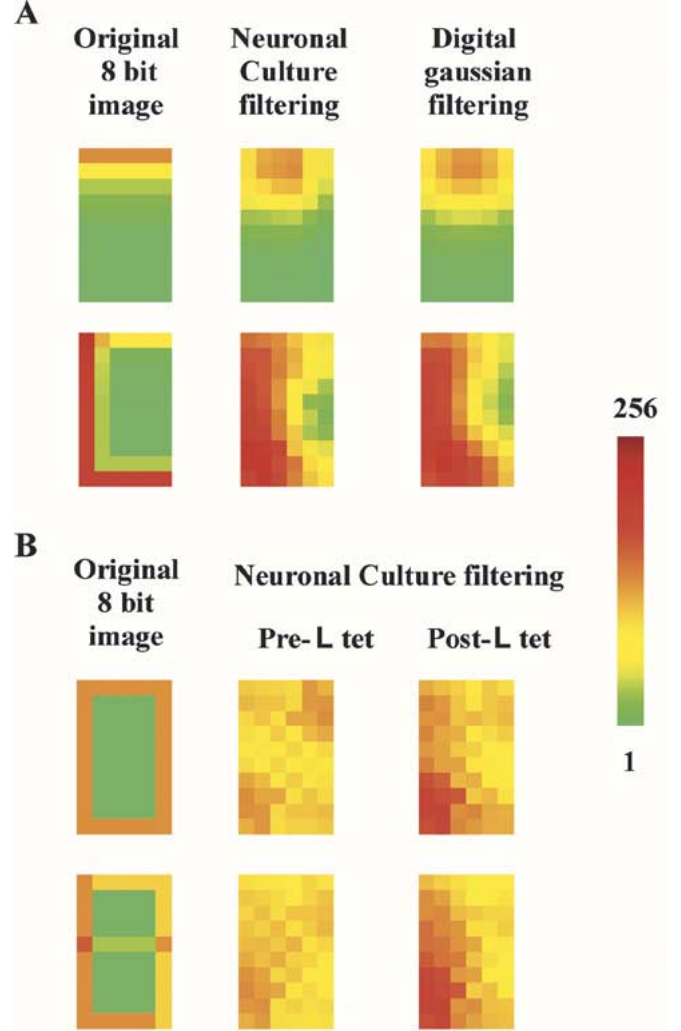 A
Original
8 bit
image
Neuronal
Culture
filtering
Digital
gaussian
filtering
256
1
B
Original
8 bit
image
Neuronal Culture filtering
Pre- L tet
Post- L tet